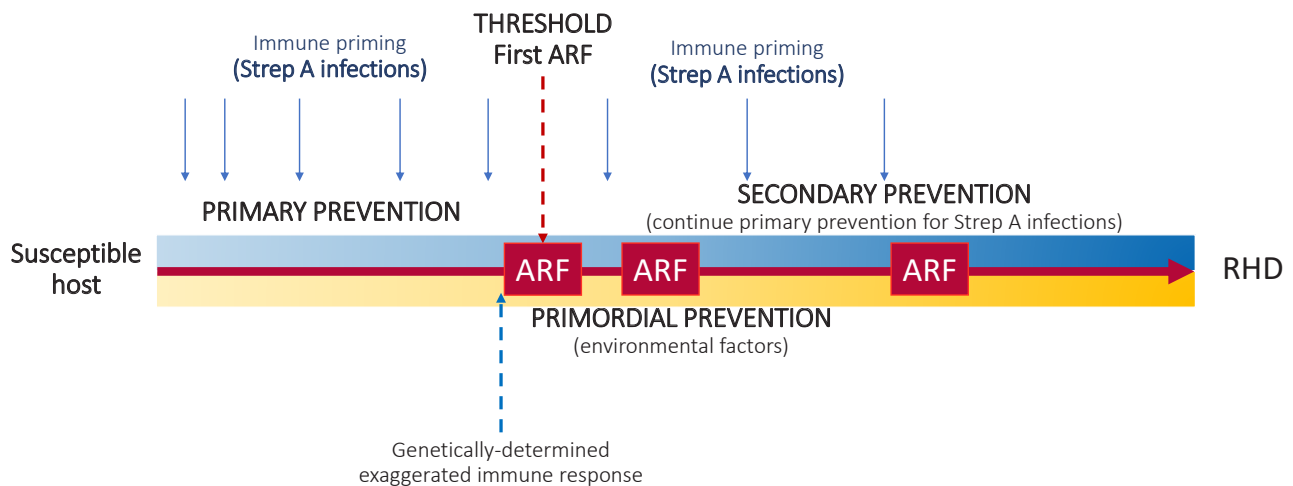 THRESHOLD
First ARF
Immune priming
(Strep A infections)
Immune priming
(Strep A infections)
PRIMARY PREVENTION
SECONDARY PREVENTION
(continue primary prevention for Strep A infections)
Susceptible
host
ARF
ARF
ARF
RHD
PRIMORDIAL PREVENTION
(environmental factors)
Genetically-determined
exaggerated immune response